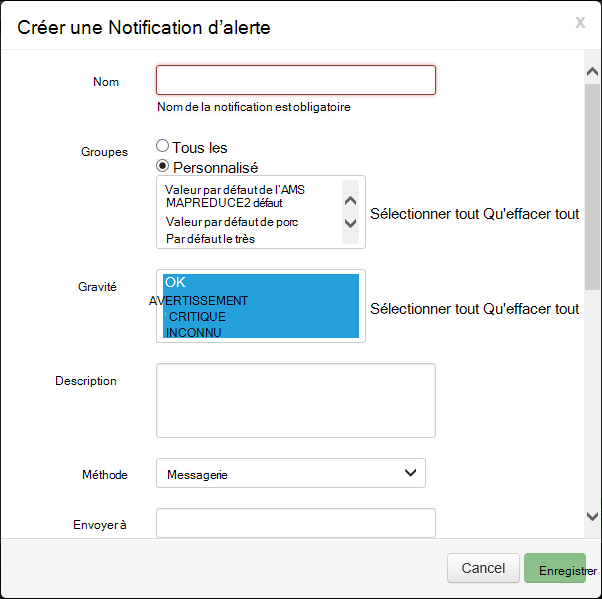 Créer une Notification d'alerte
x
Nom
Nom de la notification est obligatoire
Groupes
Tous les
Personnalisé
Valeur par défaut de l'AMS
MAPREDUCE2 défaut
Valeur par défaut de porc
Par défaut le très
Sélectionner tout Qu'effacer tout
Gravité
OK
AVERTISSEMENT
CRITIQUE
INCONNU
Sélectionner tout Qu'effacer tout
Description
Méthode
Messagerie
Envoyer à
Cancel
Enregistrer